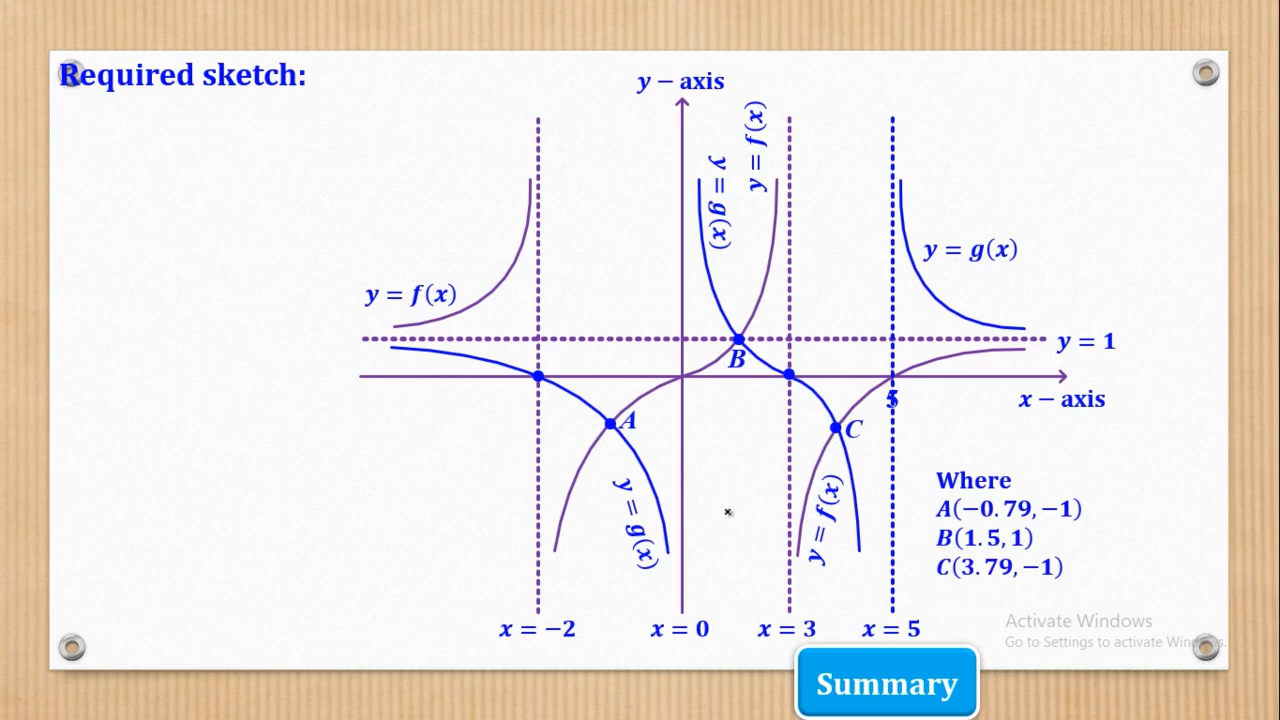 Required sketch:
y – axis
y = f(x)
y = g(x)
y = g(x)
y = f(x)
y = 1
B
5
x – axis
A
C
y = g(x)
y = f(x)
Where
A(−0.79, −1)
B(1.5, 1)
C(3.79, −1)
x = −2
x = 0
x = 3
x = 5
Activate Windows
Go to Settings to activate Windows.
Summary